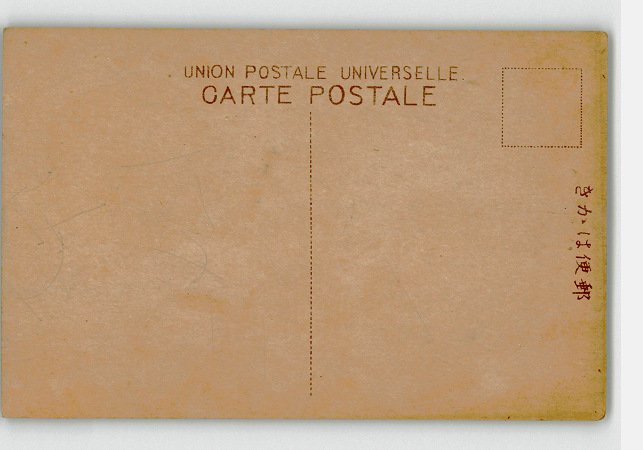 UNION POSTALE UNIVERSELLE
CARTE POSTALE
郵便はかき